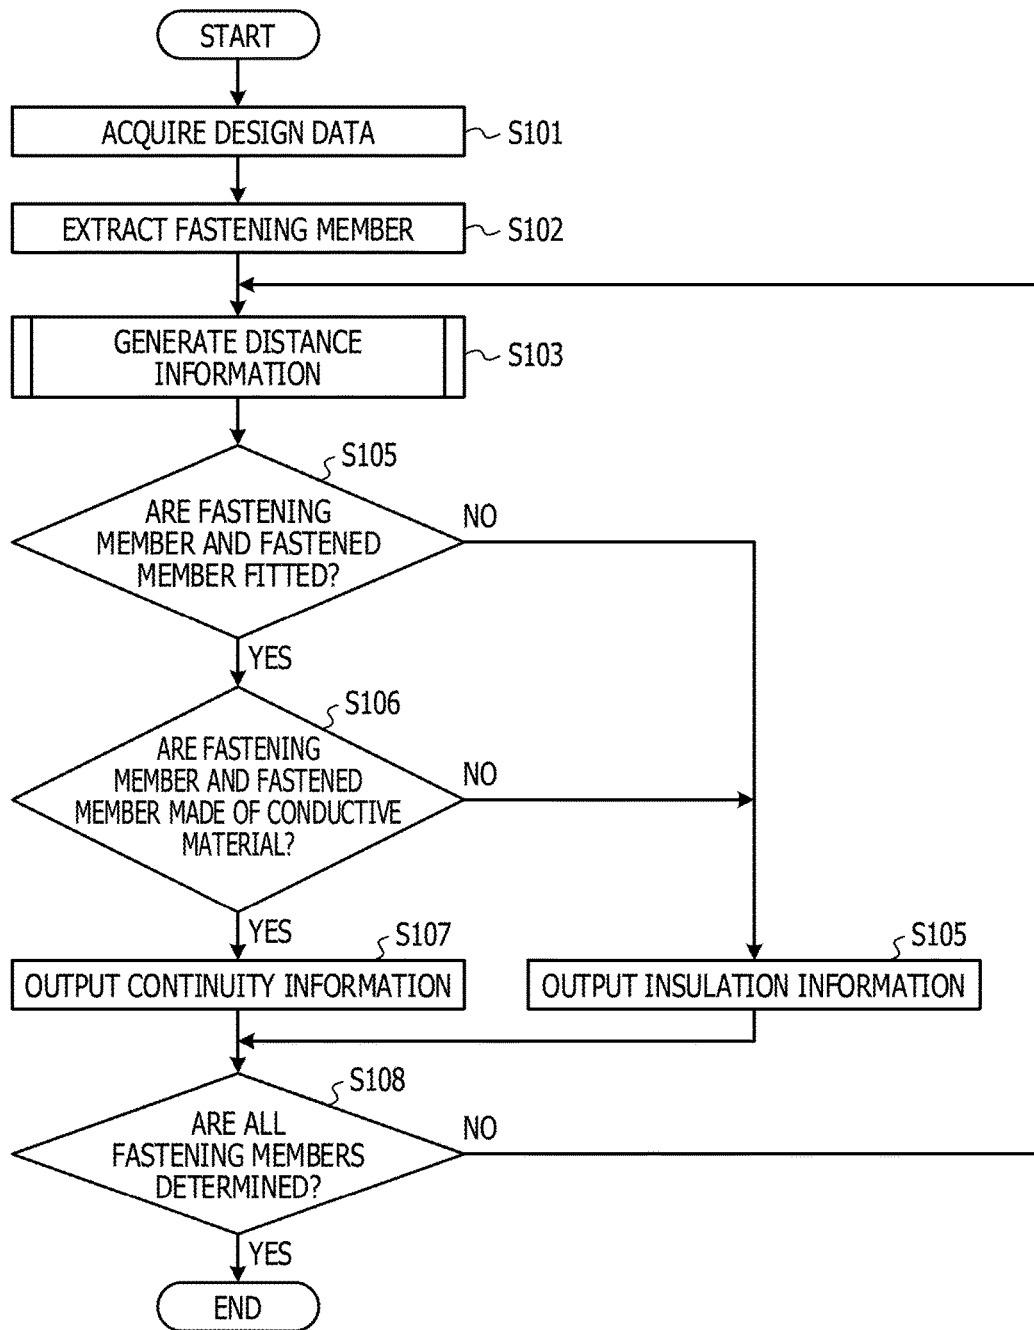 START
ACQUIRE DESIGN DATA
S101
EXTRACT FASTENING MEMBER
S102
GENERATE DISTANCE
INFORMATION
S103
S105
ARE FASTENING
MEMBER AND FASTENED
MEMBER FITTED?
NO
YES
S106
ARE FASTENING
MEMBER AND FASTENED
MEMBER MADE OF CONDUCTIVE
MATERIAL?
NO
YES
S107
OUTPUT CONTINUITY INFORMATION
S105
OUTPUT INSULATION INFORMATION
S108
ARE ALL
FASTENING MEMBERS
DETERMINED?
NO
YES
END